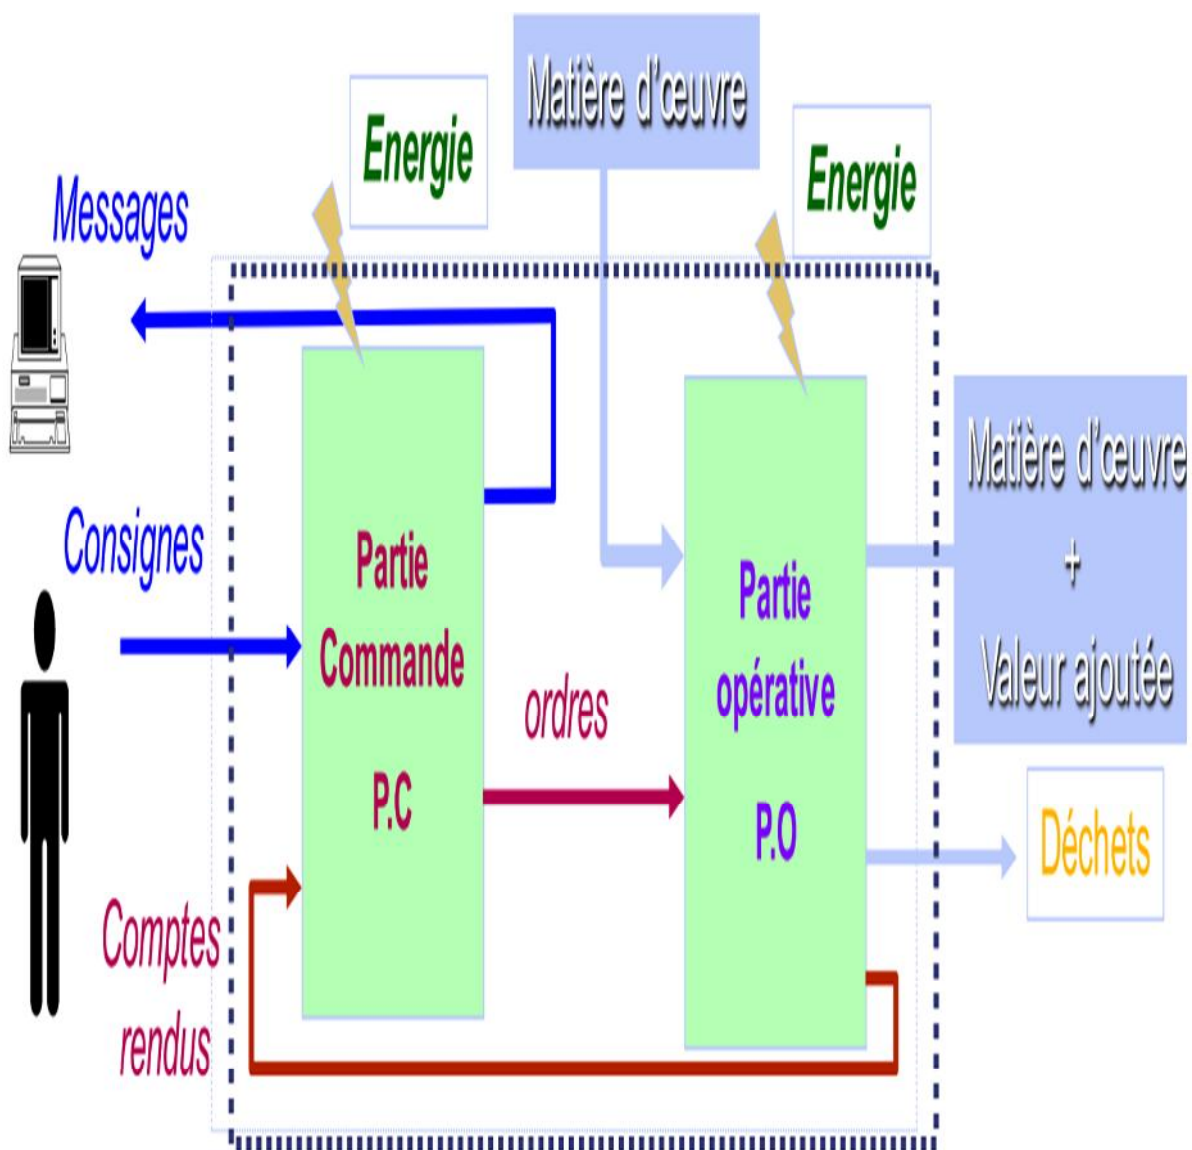 Matière d'œuvre
Energie
Energie
Messages
Consignes
Partie
Commande
P.C
ordres
Partie
opérative
P.O
Matière d'œuvre
+
Valeur ajoutée
Déchets
Comptes
rendus